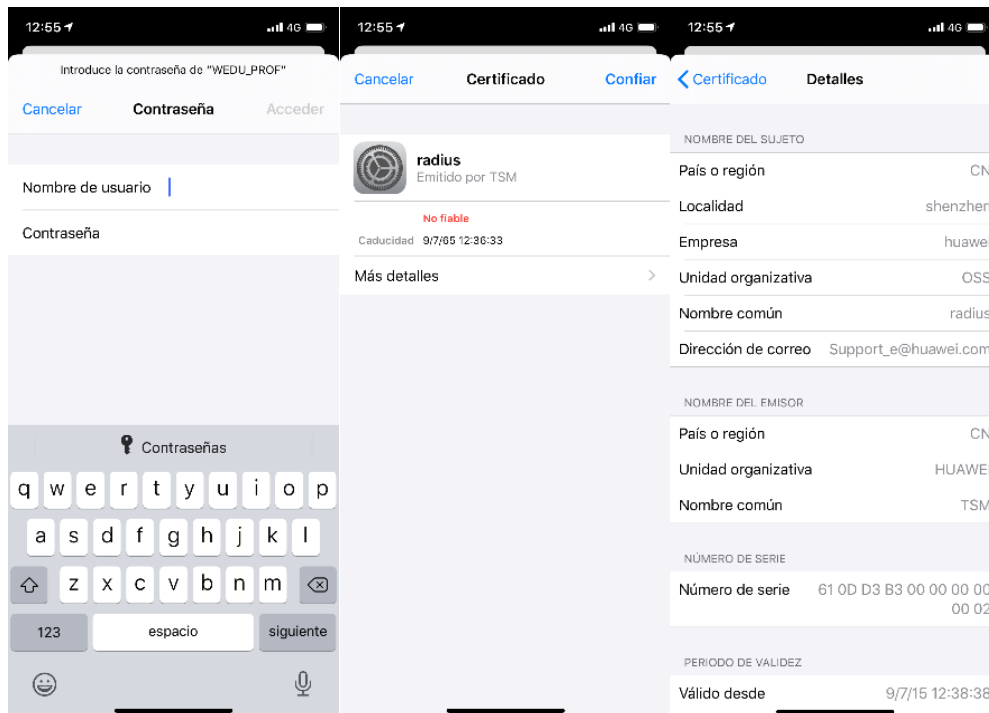 12:55
4G
Introduce la contraseña de "WEDU_PROF"
Cancelar Contraseña Acceder
Nombre de usuario
Contraseña
Contraseñas
q w e r t y u i o p
a s d f g h j k l
z x c v b n m
123 espacio siguiente
12:55
4G
Cancelar Certificado Confiar
radius
Emitido por TSM
No fiable
Caducidad 9/7/65 12:36:33
Más detalles
12:55
4G
Certificado Detalles
NOMBRE DEL SUJETO
País o región CN
Localidad shenzhen
Empresa huawei
Unidad organizativa OSS
Nombre común radius
Dirección de correo Support_e@huawei.com
NOMBRE DEL EMISOR
País o región CN
Unidad organizativa HUAWEI
Nombre común TSM
NÚMERO DE SERIE
Número de serie 61 0D D3 B3 00 00 00 00
00 02
PERIODO DE VALIDEZ
Válido desde 9/7/15 12:38:38